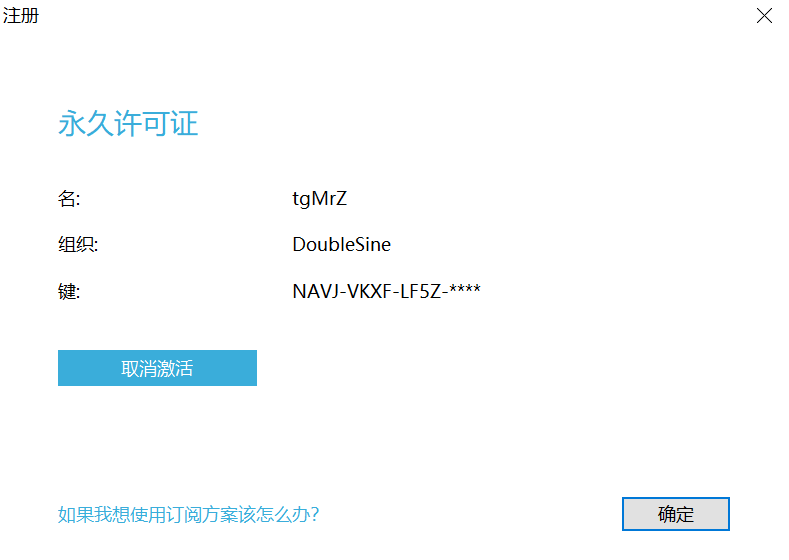 注册
永久许可证
名: tgMrZ
组织: DoubleSine
键: NAVJ-VKXF-LF5Z-****
取消激活
如果我想使用订阅方案该怎么办? 确定